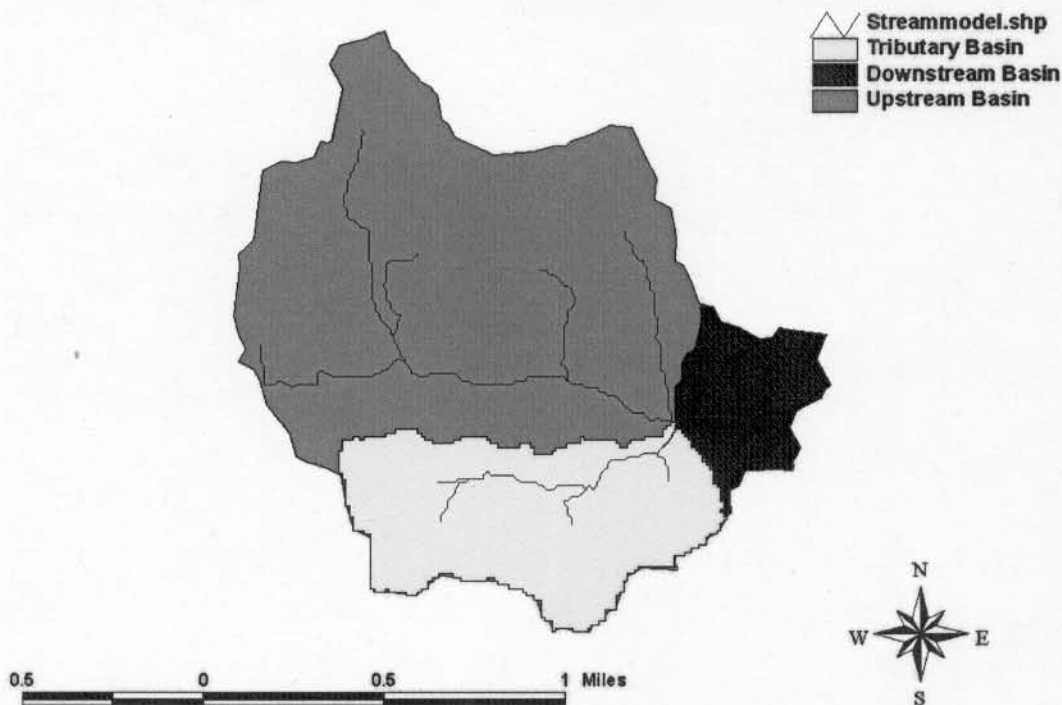 Streammodel.shp
Tributary Basin
Downstream Basin
Upstream Basin
N
W E
S
0.5 0 0.5 1 Miles